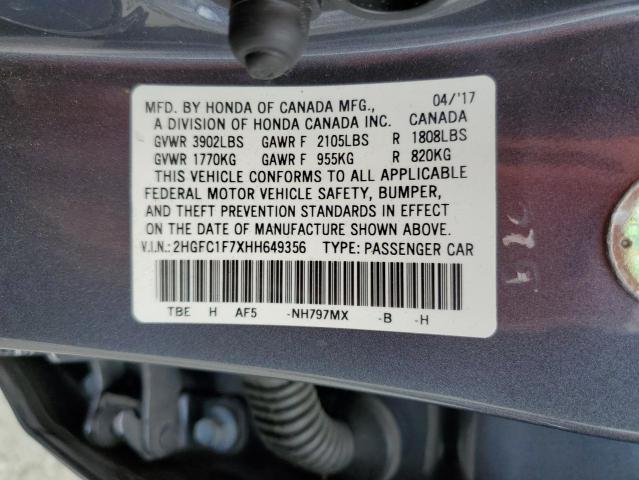 MFD. BY HONDA OF CANADA MFG., 04/'17
A DIVISION OF HONDA CANADA INC. CANADA
GVWR 3902LBS GAWR F 2105LBS R 1808LBS
GVWR 1770KG GAWR F 955KG R 820KG
THIS VEHICLE CONFORMS TO ALL APPLICABLE
FEDERAL MOTOR VEHICLE SAFETY, BUMPER,
AND THEFT PREVENTION STANDARDS IN EFFECT
ON THE DATE OF MANUFACTURE SHOWN ABOVE.
V.I.N.: 2HGFC1F7XHH649356 TYPE: PASSENGER CAR
TBE H AF5 -NH797MX -B -H